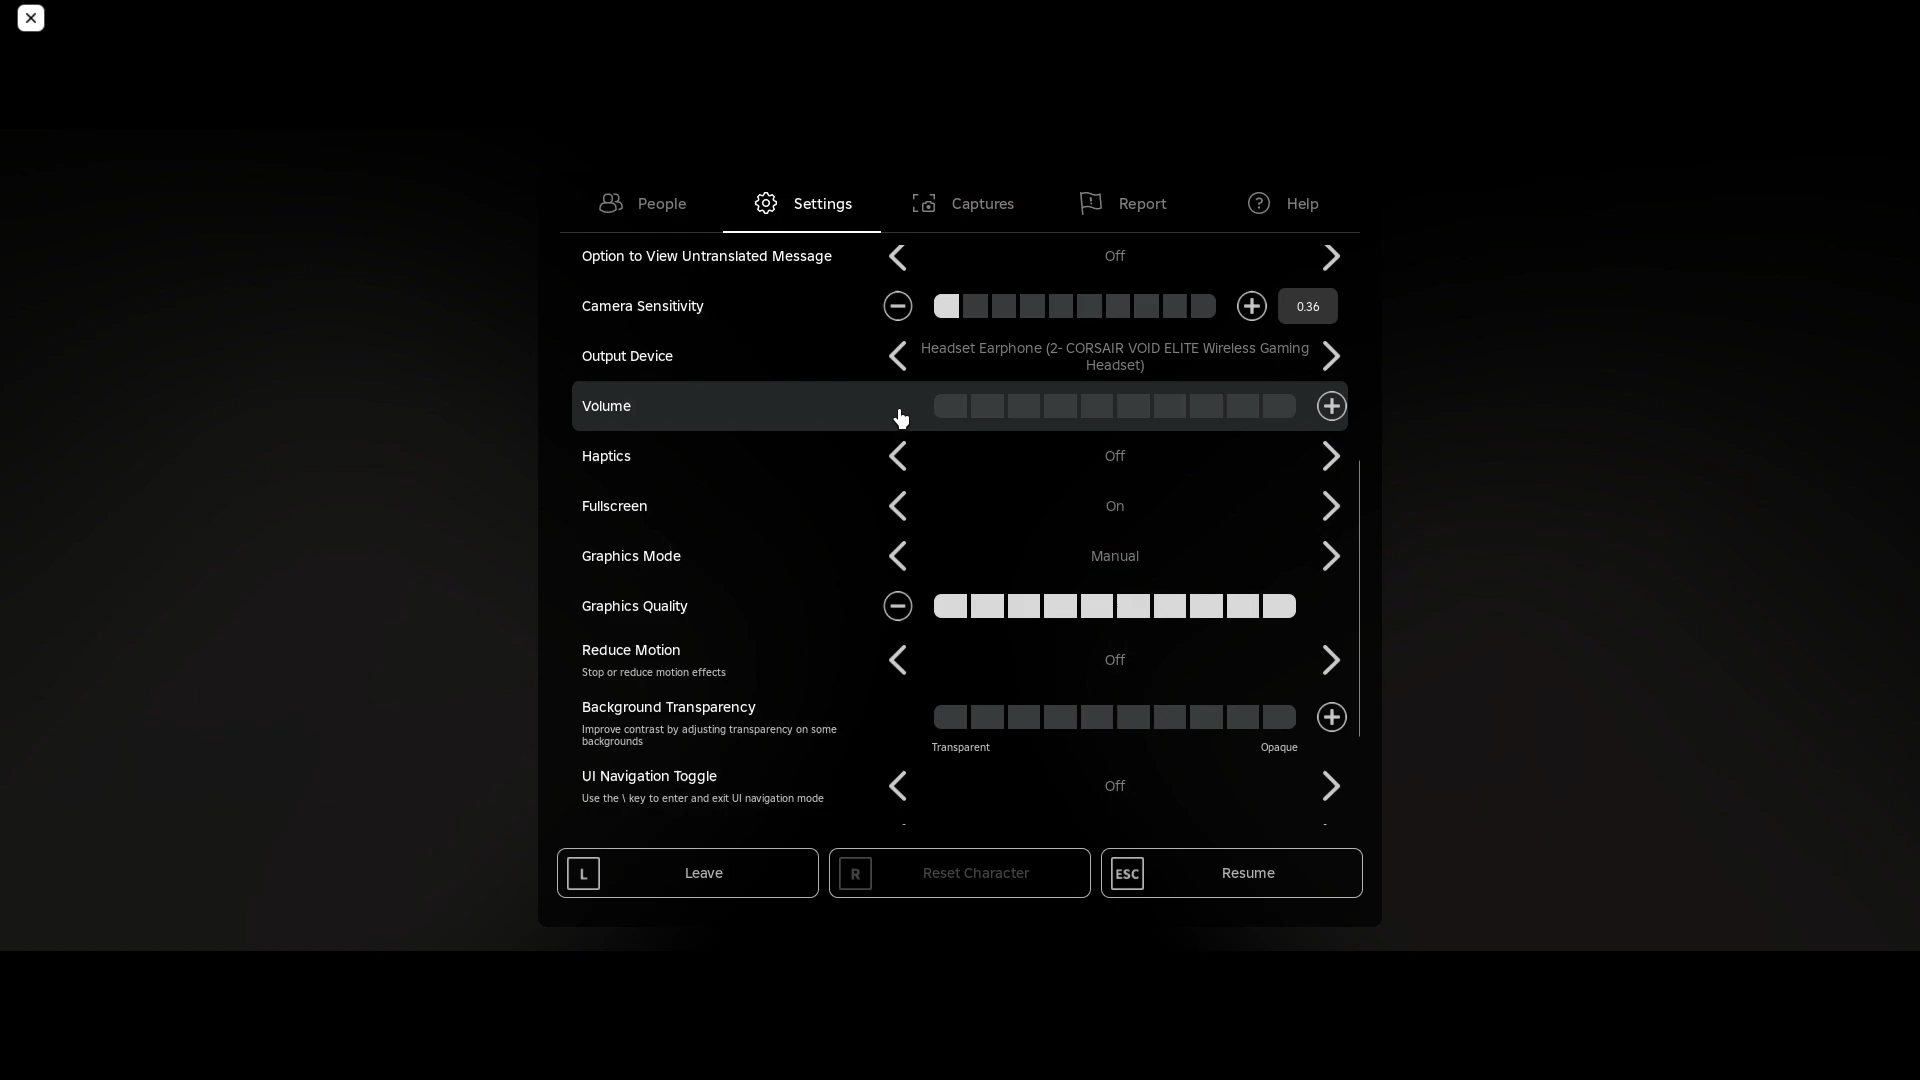 People
Settings
Captures
Report
Help
Option to View Untranslated Message
Off
Camera Sensitivity
0.36
Output Device
Headset Earphone (2- CORSAIR VOID ELITE Wireless Gaming
Headset)
Volume
Haptics
Off
Fullscreen
On
Graphics Mode
Manual
Graphics Quality
Reduce Motion
Stop or reduce motion effects
Off
Background Transparency
Improve contrast by adjusting transparency on some
backgrounds
Transparent
Opaque
UI Navigation Toggle
Use the \ key to enter and exit UI navigation mode
Off
L
Leave
R
Reset Character
ESC
Resume